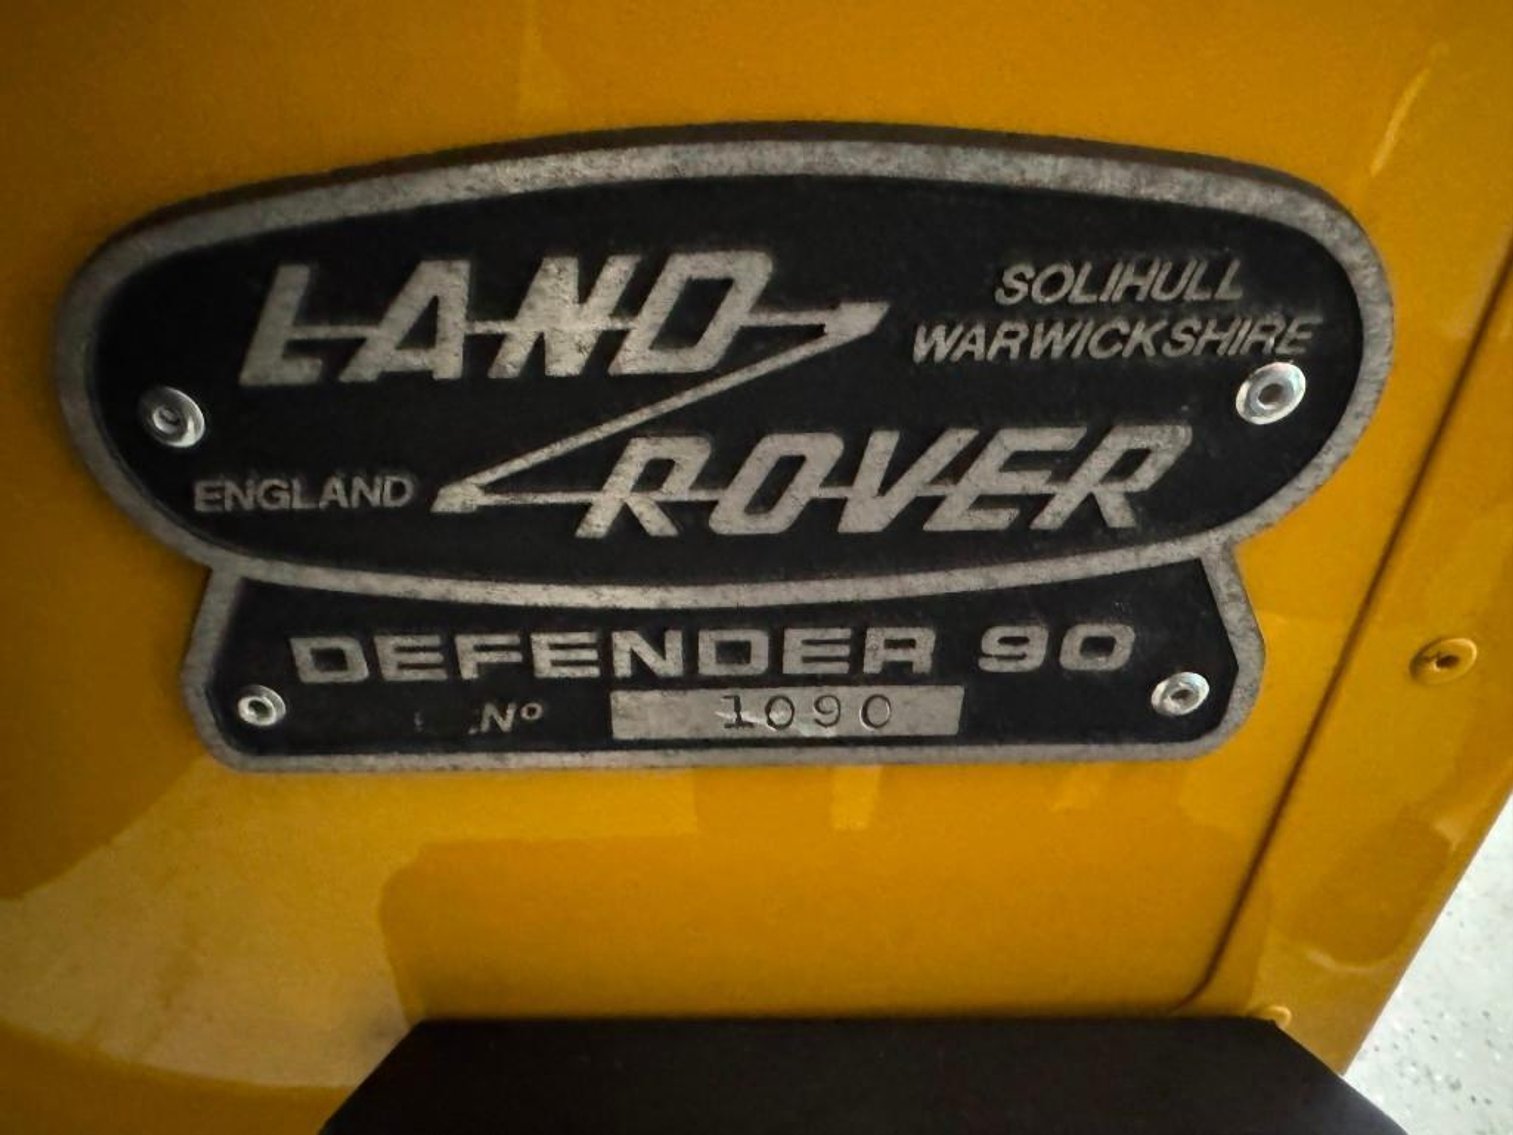 LAND
SOLIHULL
WARWICKSHIRE
ENGLAND
ROVER
DEFENDER 90
Nº 1090